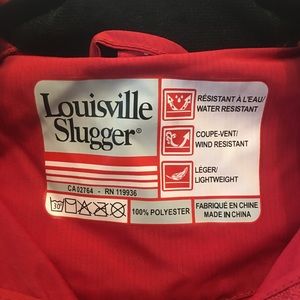 Louisville
Slugger®
CA 02764 - RN 119936
30°
RÉSISTANT À L'EAU/
WATER RESISTANT
COUPE-VENT/
WIND RESISTANT
LÉGER/
LIGHTWEIGHT
100% POLYESTER
FABRIQUÉ EN CHINE
MADE IN CHINA